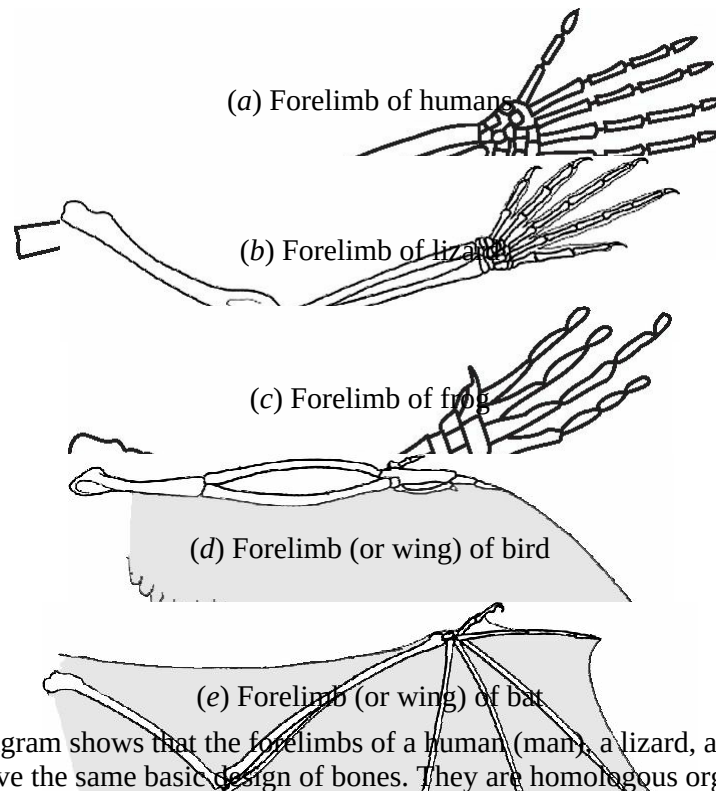 (a) Forelimb of humans
(b) Forelimb of lizard
(c) Forelimb of frog
(d) Forelimb (or wing) of bird
(e) Forelimb (or wing) of bat
gram shows that the forelimbs of a human (man), a lizard, a
ve the same basic design of bones. They are homologous org